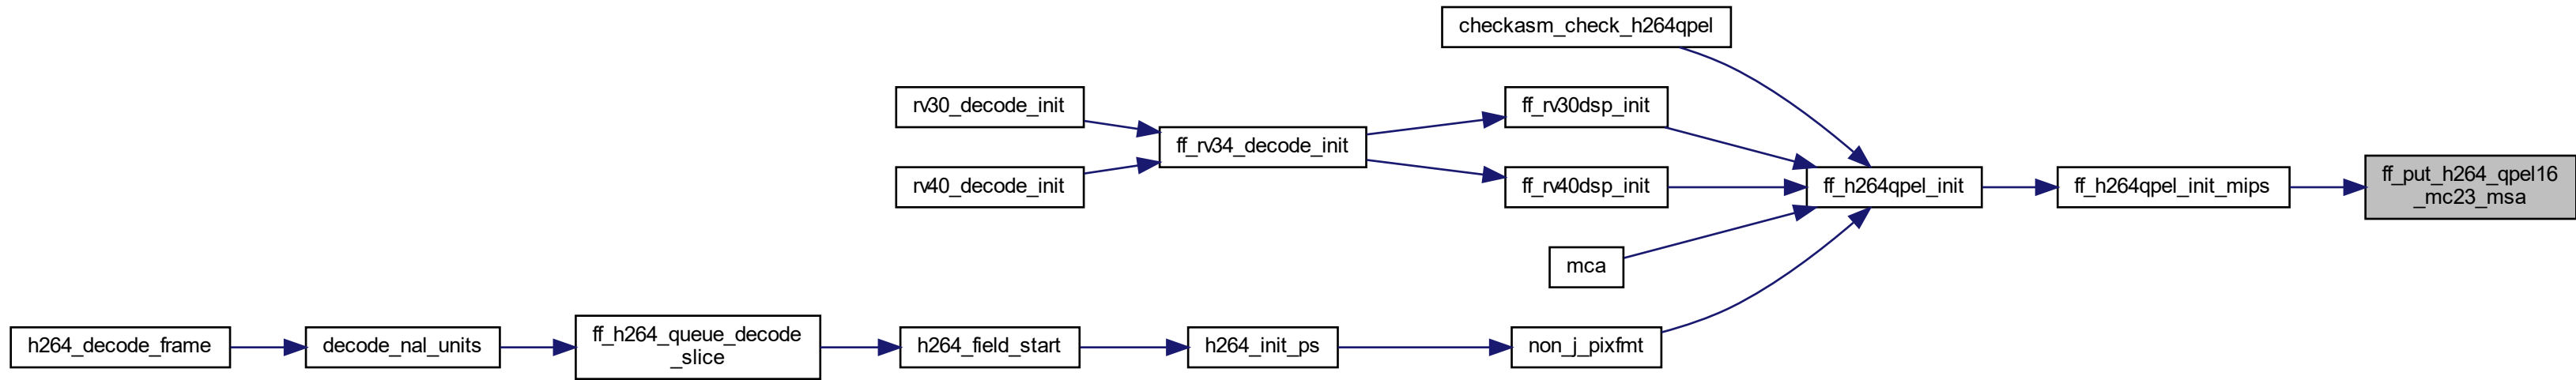 checkasm_check_h264qpel
rv30_decode_init
ff_rv30dsp_init
ff_rv34_decode_init
rv40_decode_init
ff_rv40dsp_init
ff_h264qpel_init
ff_h264qpel_init_mips
ff_put_h264_qpel16
_mc23_msa
mca
h264_decode_frame
decode_nal_units
ff_h264_queue_decode
_slice
h264_field_start
h264_init_ps
non_j_pixfmt